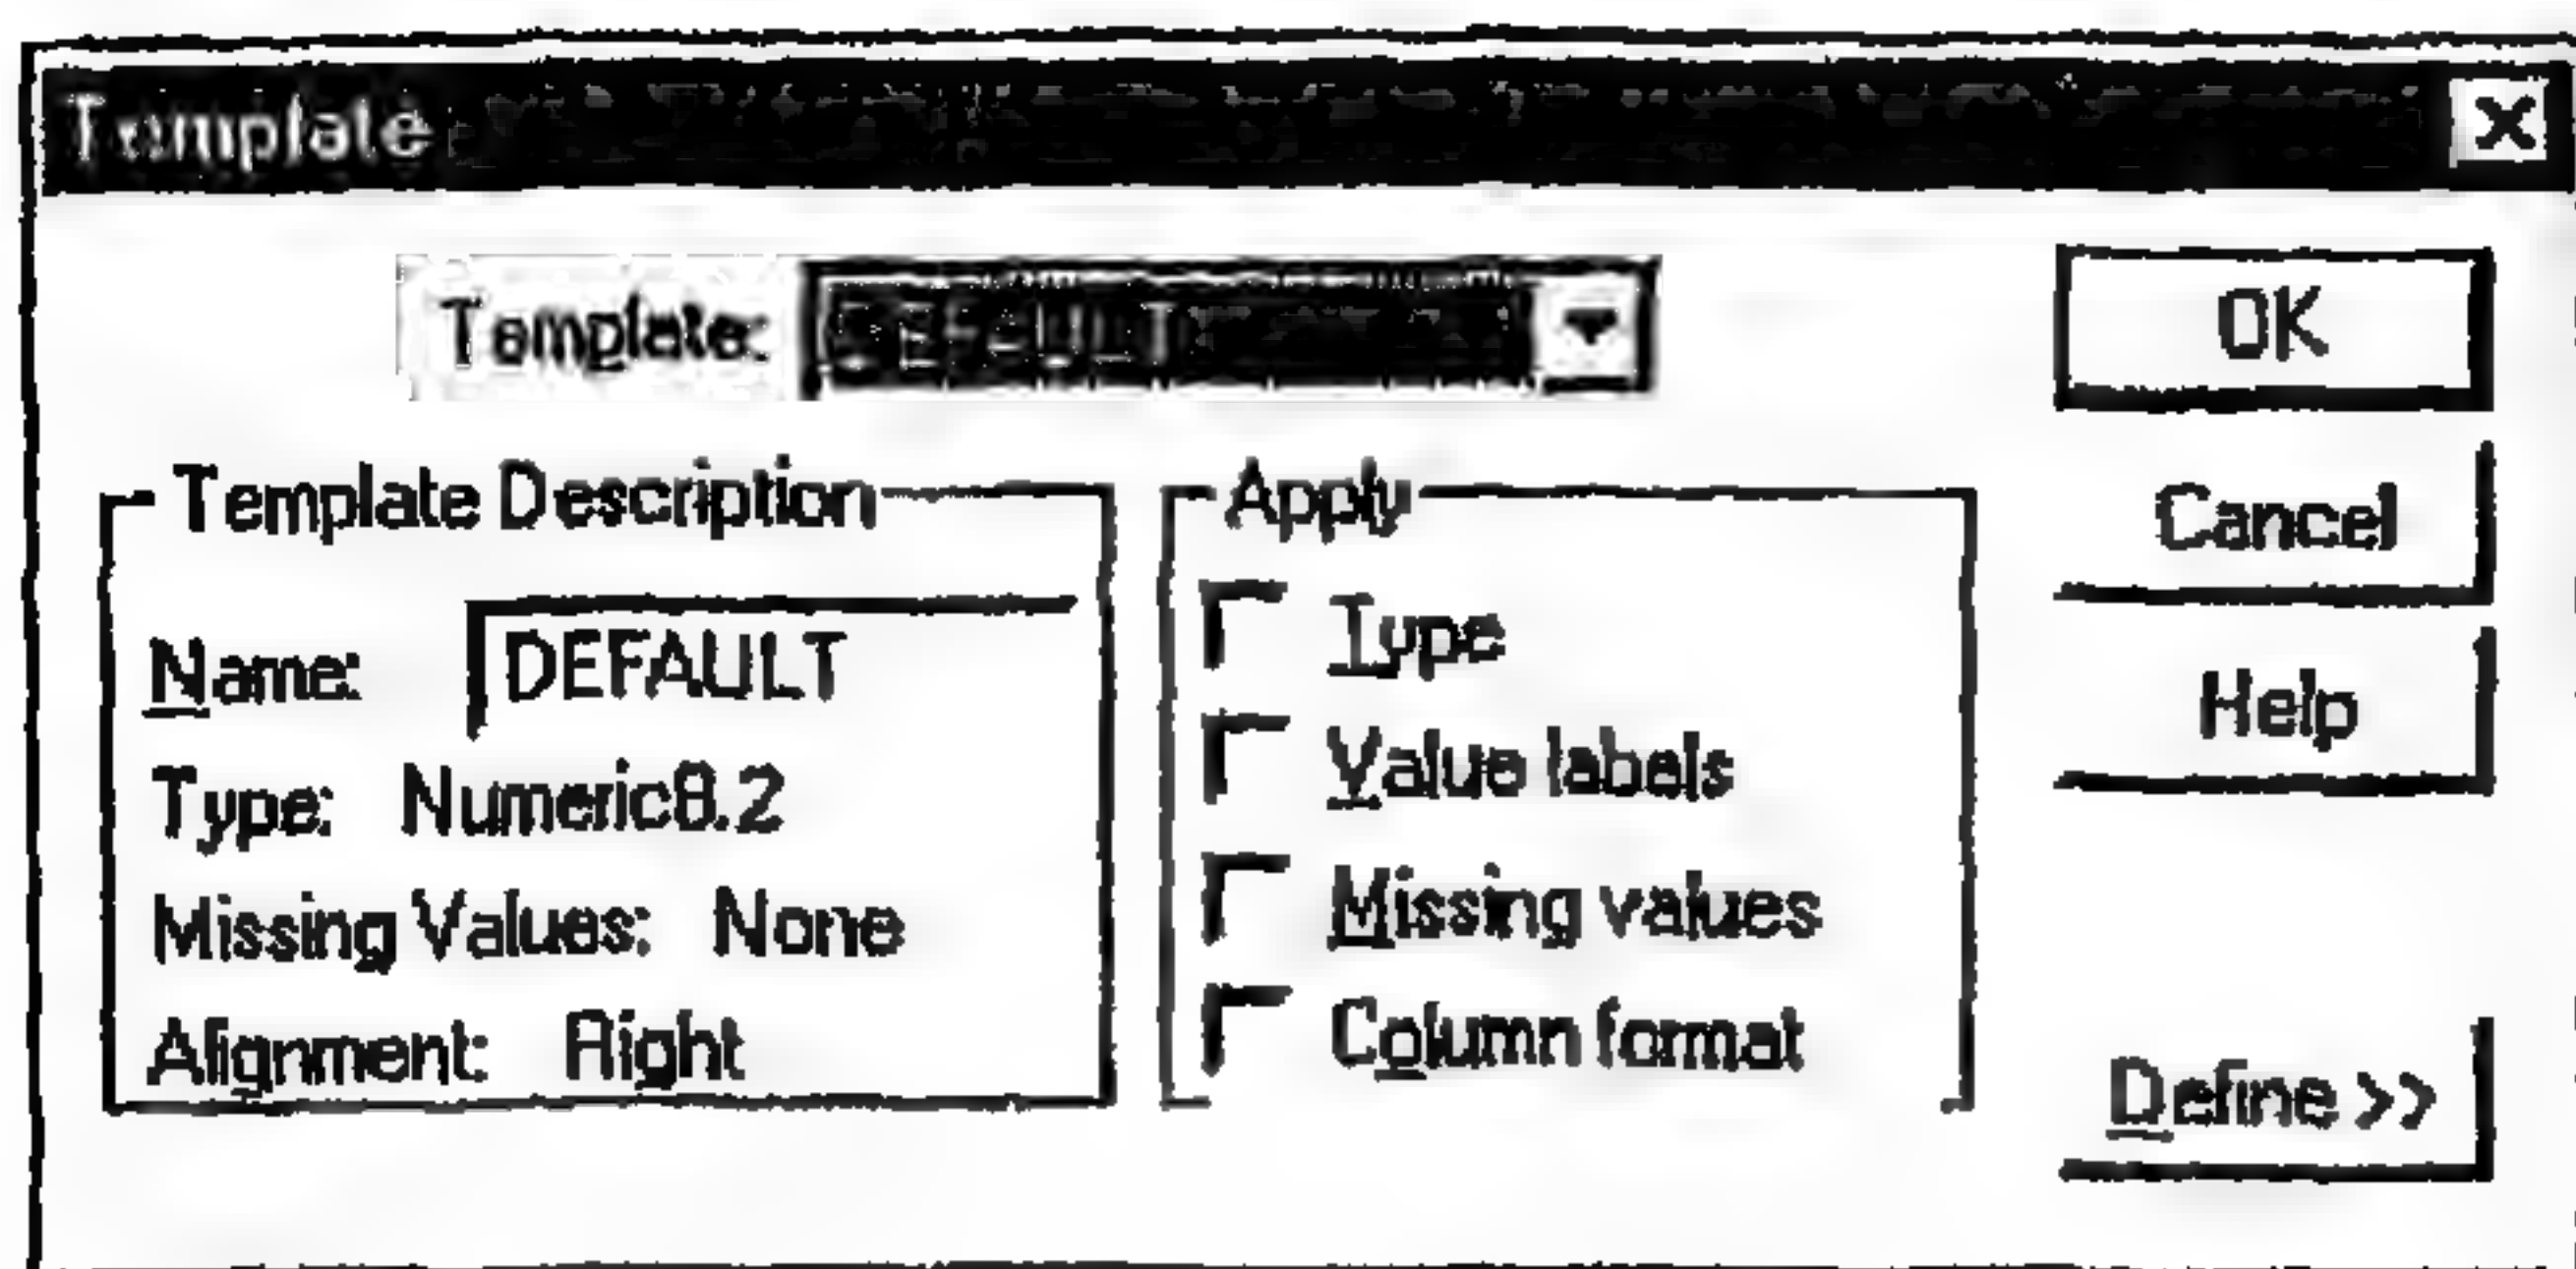 Template
Template: DEFAULT
OK
Cancel
Help
Define >>
Template Description
Name: DEFAULT
Type: Numeric8.2
Missing Values: None
Alignment: Right
Apply
Type
Value labels
Missing values
Column format